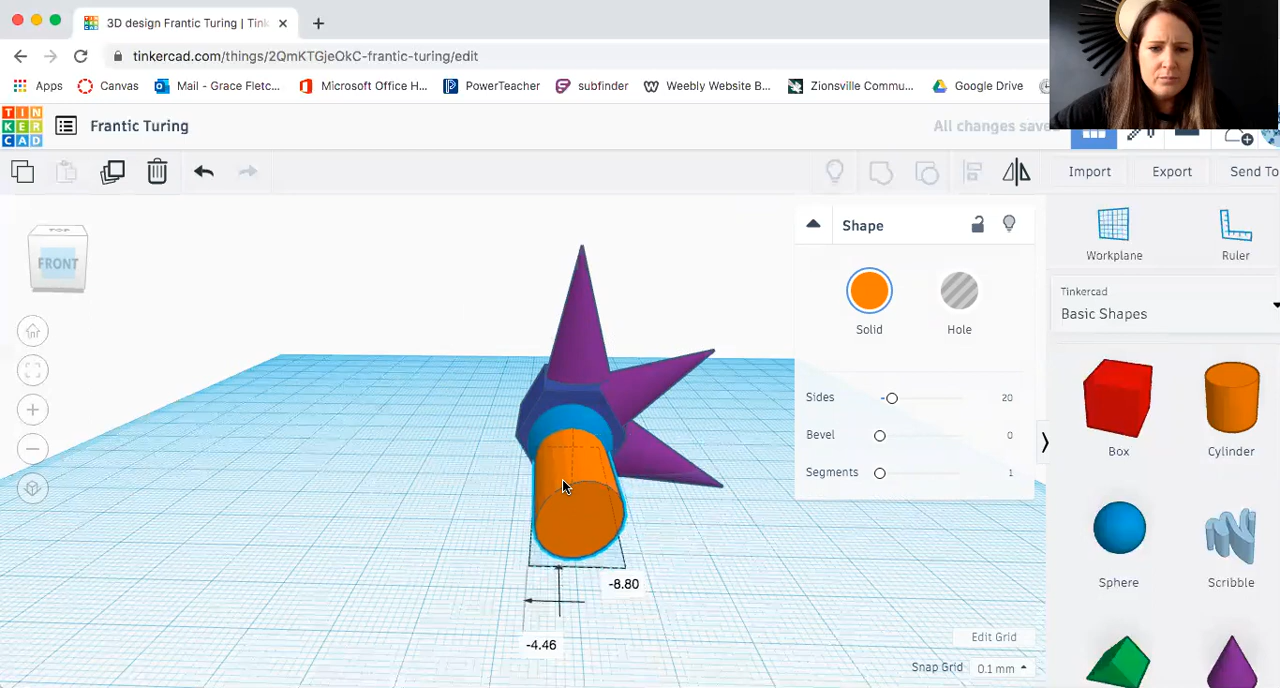 3D design Frantic Turing | Tink
tinkercad.com/things/2QmKTGjeOkC-frantic-turing/edit
Apps Canvas Mail - Grace Fletc... Microsoft Office H... PowerTeacher subfinder Weebly Website B... Zionsville Commu... Google Drive
TIN
KER
CAD
Frantic Turing
All changes save
Import Export Send To
TOP
FRONT
Shape
Workplane Ruler
Solid Hole
Tinkercad
Basic Shapes
Sides 20
Bevel 0
Segments 1
Box Cylinder
Sphere Scribble
-8.80
-4.46
Edit Grid
Snap Grid 0.1 mm